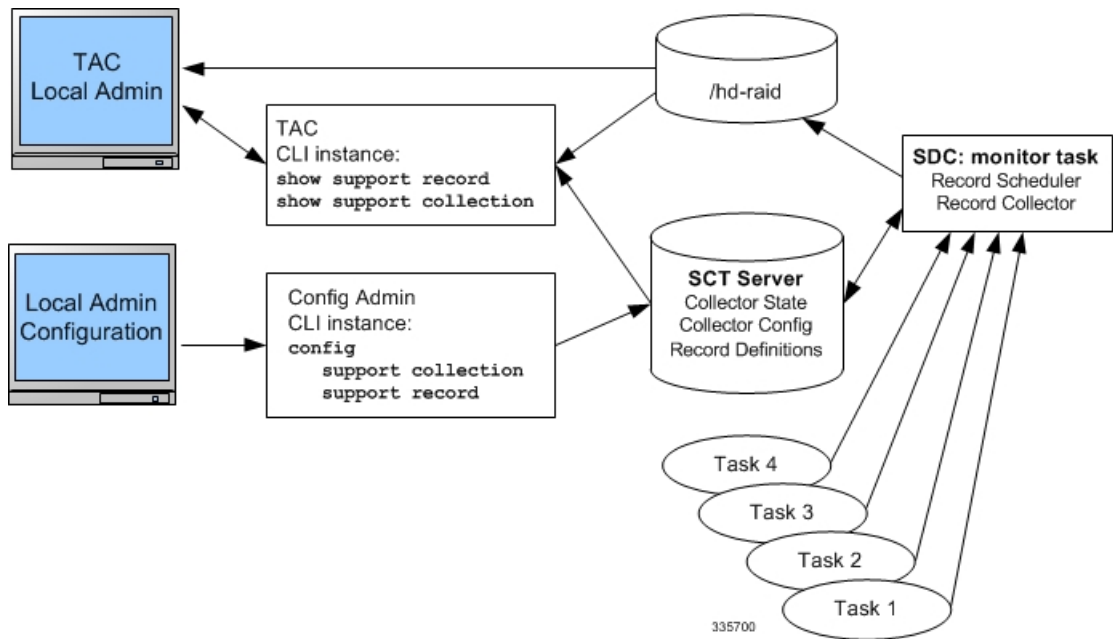 TAC
Local Admin
/hd-raid
TAC
CLI instance:
show support record
show support collection
SDC: monitor task
Record Scheduler
Record Collector
Local Admin
Configuration
Config Admin
CLI instance:
config
support collection
support record
SCT Server
Collector State
Collector Config
Record Definitions
Task 4
Task 3
Task 2
Task 1
335700